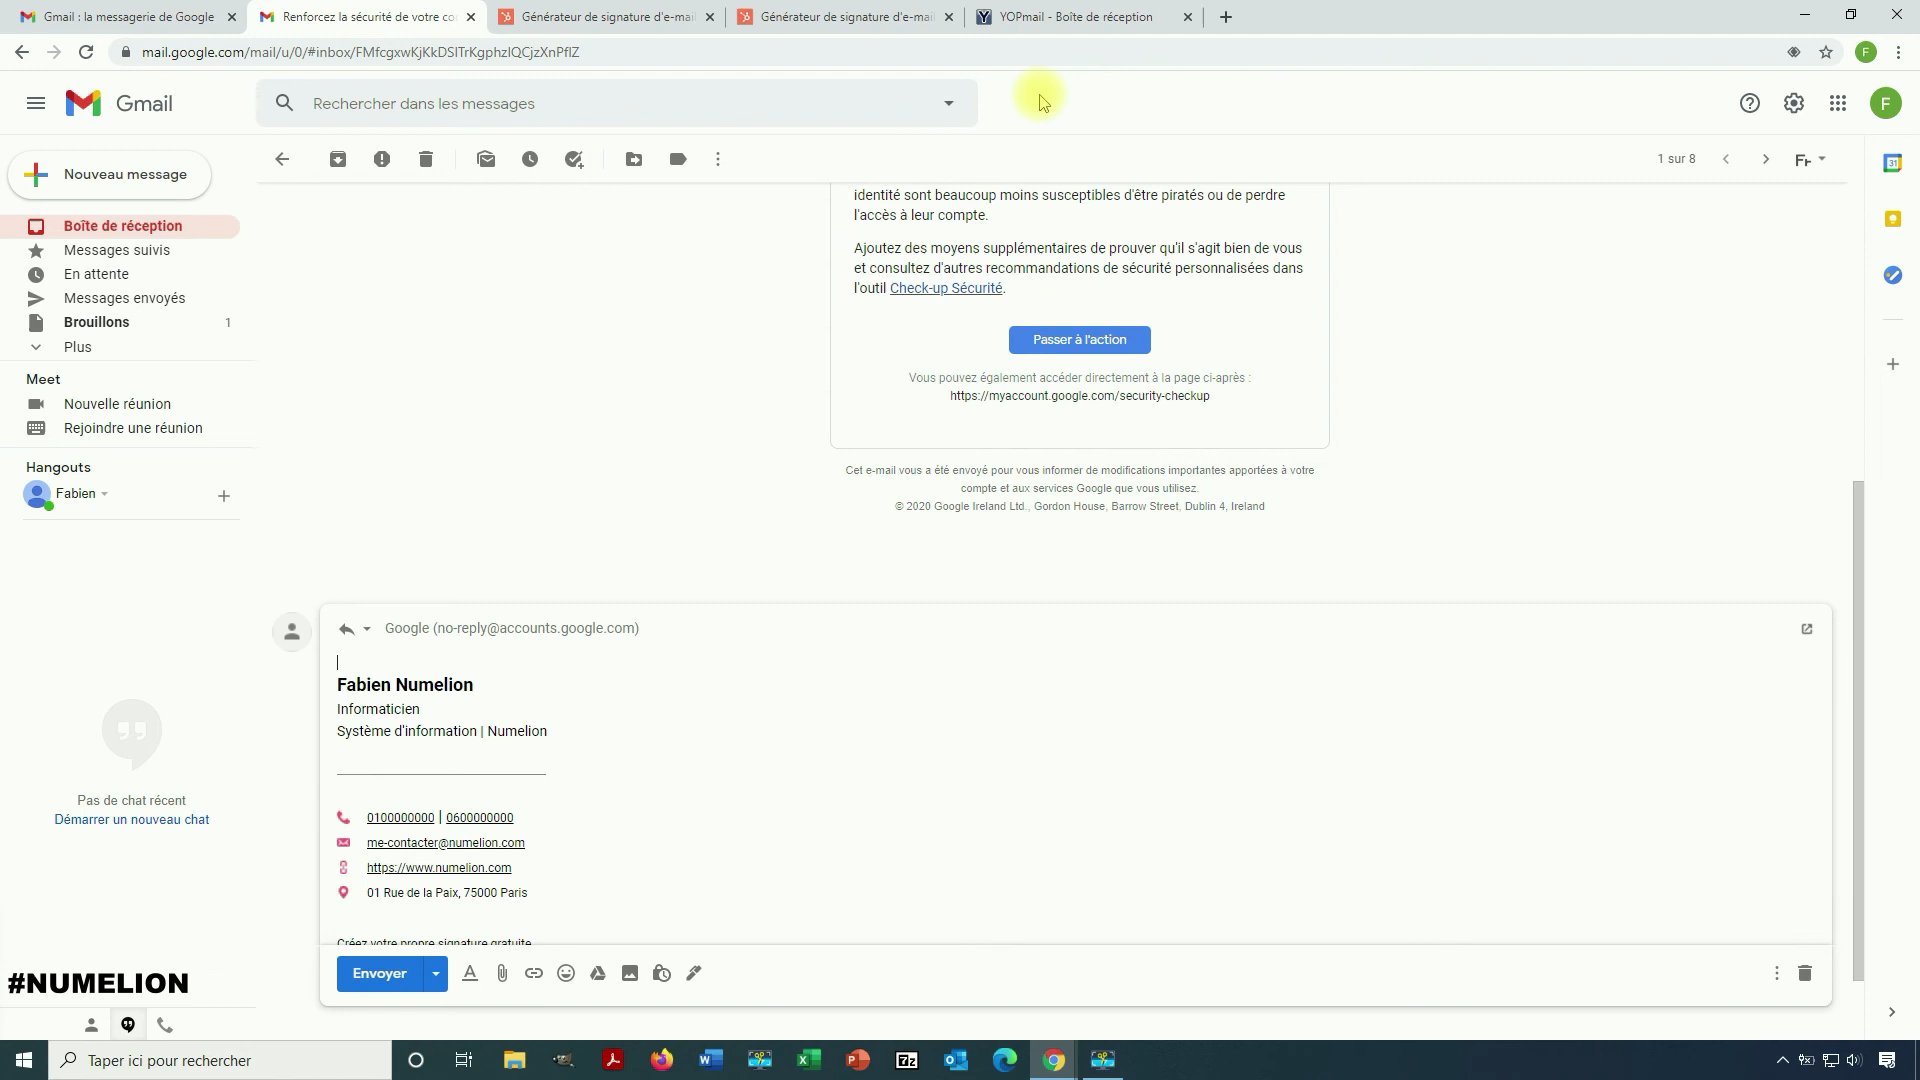 Gmail : la messagerie de Google
Renforcez la sécurité de votre co
Générateur de signature d'e-mai
Générateur de signature d'e-mai
YOPmail - Boîte de réception
mail.google.com/mail/u/0/#inbox/FMfcgxwKjKkDSlTrKgphzlQCjzXnPflZ
F
Gmail
Rechercher dans les messages
F
Nouveau message
1 sur 8
31
Boîte de réception
Messages suivis
En attente
Messages envoyés
Brouillons 1
Plus
Meet
Nouvelle réunion
Rejoindre une réunion
Hangouts
Fabien
Pas de chat récent
Démarrer un nouveau chat
identité sont beaucoup moins susceptibles d'être piratés ou de perdre
l'accès à leur compte.
Ajoutez des moyens supplémentaires de prouver qu'il s'agit bien de vous
et consultez d'autres recommandations de sécurité personnalisées dans
l'outil Check-up Sécurité.
Passer à l'action
Vous pouvez également accéder directement à la page ci-après :
https://myaccount.google.com/security-checkup
Cet e-mail vous a été envoyé pour vous informer de modifications importantes apportées à votre
compte et aux services Google que vous utilisez.
© 2020 Google Ireland Ltd., Gordon House, Barrow Street, Dublin 4, Ireland
Google (no-reply@accounts.google.com)
Fabien Numelion
Informaticien
Système d'information | Numelion
0100000000 | 0600000000
me-contacter@numelion.com
https://www.numelion.com
01 Rue de la Paix, 75000 Paris
Créez votre propre signature gratuite
Envoyer
#NUMELION
Taper ici pour rechercher